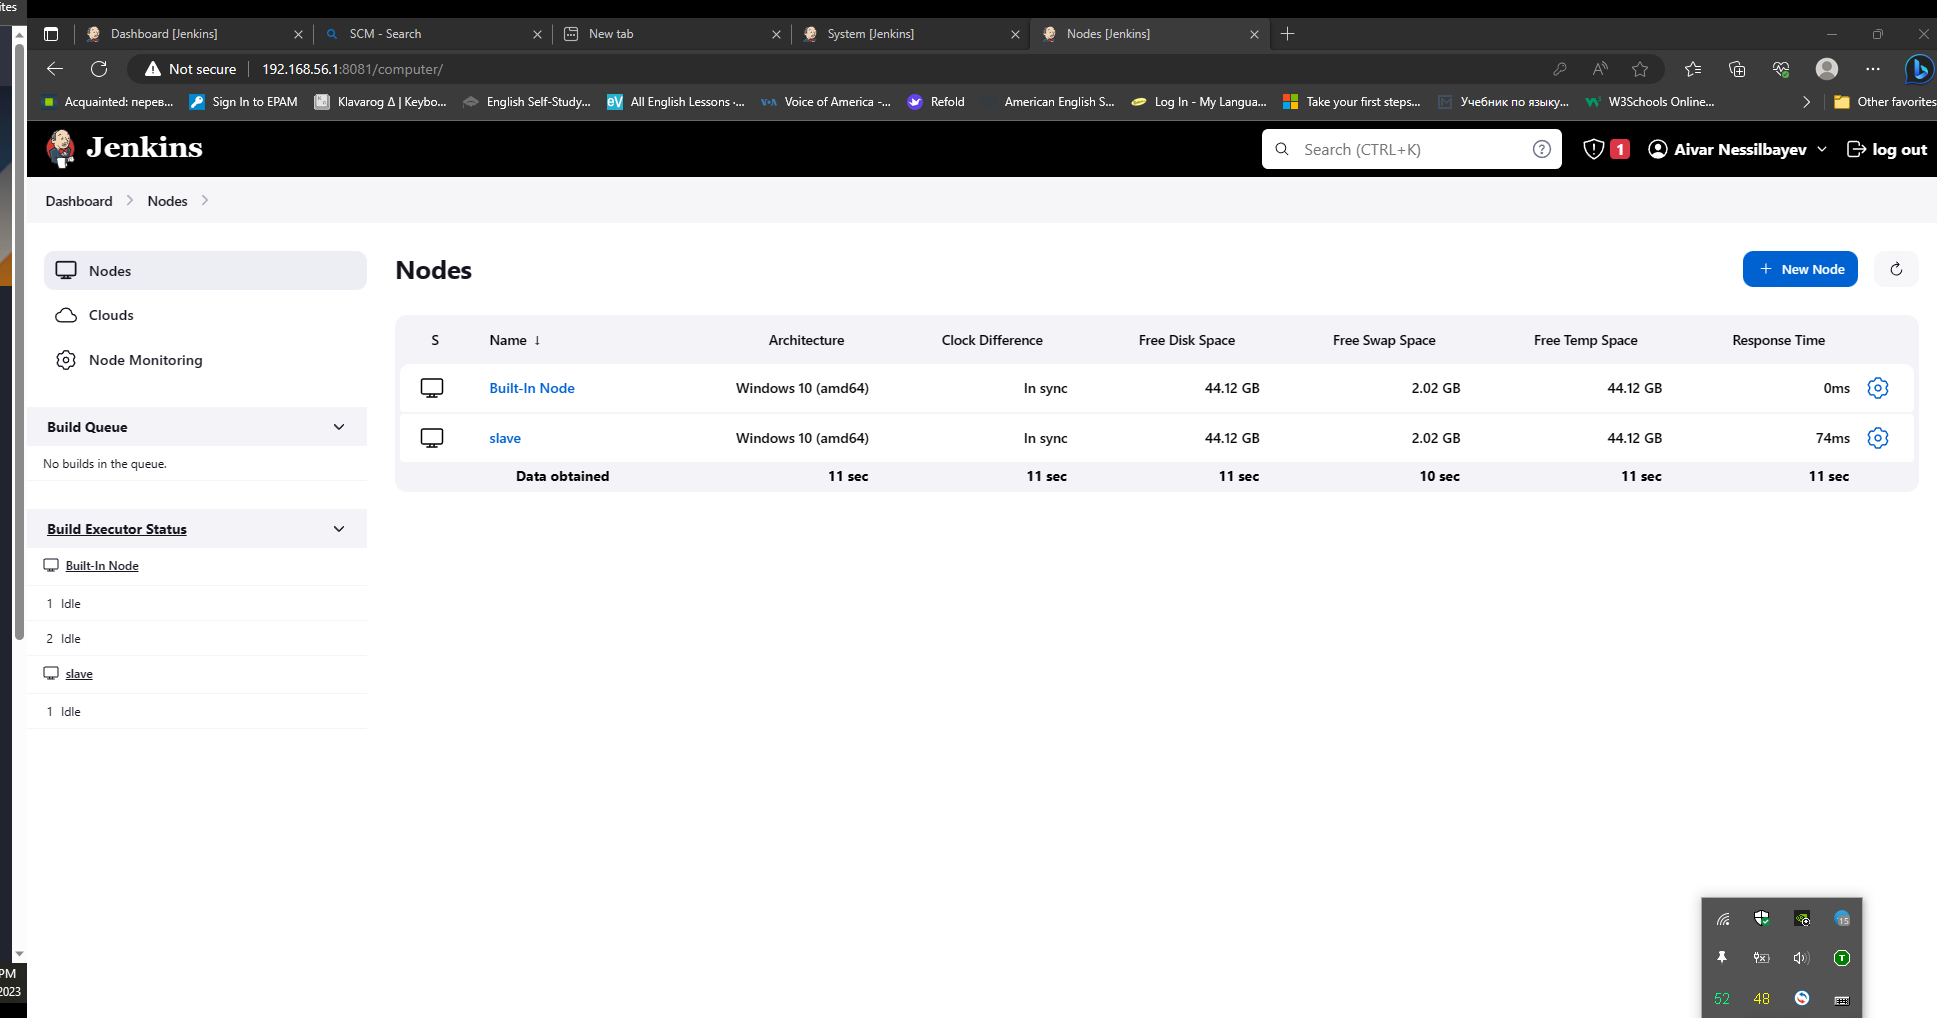 ites
Dashboard [Jenkins]
SCM - Search
New tab
System [Jenkins]
Nodes [Jenkins]
Not secure
192.168.56.1:8081/computer/
Acquainted: перев...
Sign In to EPAM
Klavarog Δ | Keybo...
English Self-Study,...
All English Lessons ·...
Voice of America -...
Refold
American English S...
Log In - My Langua...
Take your first steps...
Учебник по языку...
W3Schools Online...
Other favorites
Jenkins
Search (CTRL+K)
1
Aivar Nessilbayev
log out
Dashboard
Nodes
Nodes
Clouds
Node Monitoring
Build Queue
No builds in the queue.
Build Executor Status
Built-In Node
1 Idle
2 Idle
slave
1 Idle
Nodes
+ New Node
S Name ↓ Architecture Clock Difference Free Disk Space Free Swap Space Free Temp Space Response Time
Built-In Node Windows 10 (amd64) In sync 44.12 GB 2.02 GB 44.12 GB 0ms
slave Windows 10 (amd64) In sync 44.12 GB 2.02 GB 44.12 GB 74ms
Data obtained 11 sec 11 sec 11 sec 10 sec 11 sec 11 sec
PM
2023
15
52 48